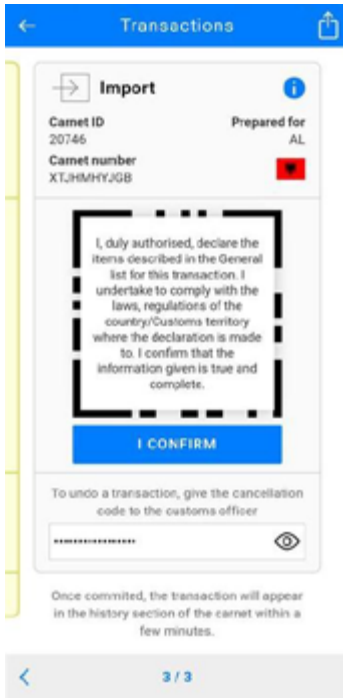 Transactions
Import
Carnet ID
Prepared for
20746
AL
Carnet number
XTJHMHYJGB
I, duly authorised, declare the
items described in the General
list for this transaction. I
undertake to comply with the
laws, regulations of the
country/Customs territory
where the declaration is made
to. I confirm that the
information given is true and
complete.
I CONFIRM
To undo a transaction, give the cancellation
code to the customs officer
Once commited, the transaction will appear
in the history section of the carnet within a
few minutes.
3 / 3